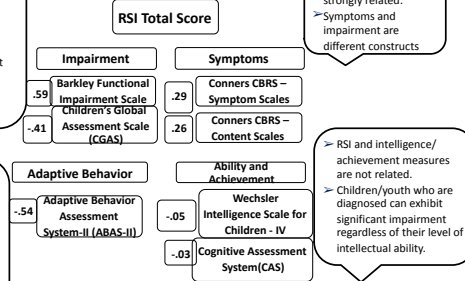 strongly related.
➢Symptoms and
impairment are
different constructs
RSI Total Score
t
Impairment
Symptoms
.59
Barkley Functional
Impairment Scale
-.41
Children's Global
Assessment Scale
(CGAS)
.29
Conners CBRS –
Symptom Scales
.26
Conners CBRS –
Content Scales
Adaptive Behavior
Ability and
Achievement
-.54
Adaptive Behavior
Assessment
System-II (ABAS-II)
-.05
Wechsler
Intelligence Scale for
Children - IV
-.03
Cognitive Assessment
System(CAS)
➢ RSI and intelligence/
achievement measures
are not related.
➢ Children/youth who are
diagnosed can exhibit
significant impairment
regardless of their level of
intellectual ability.